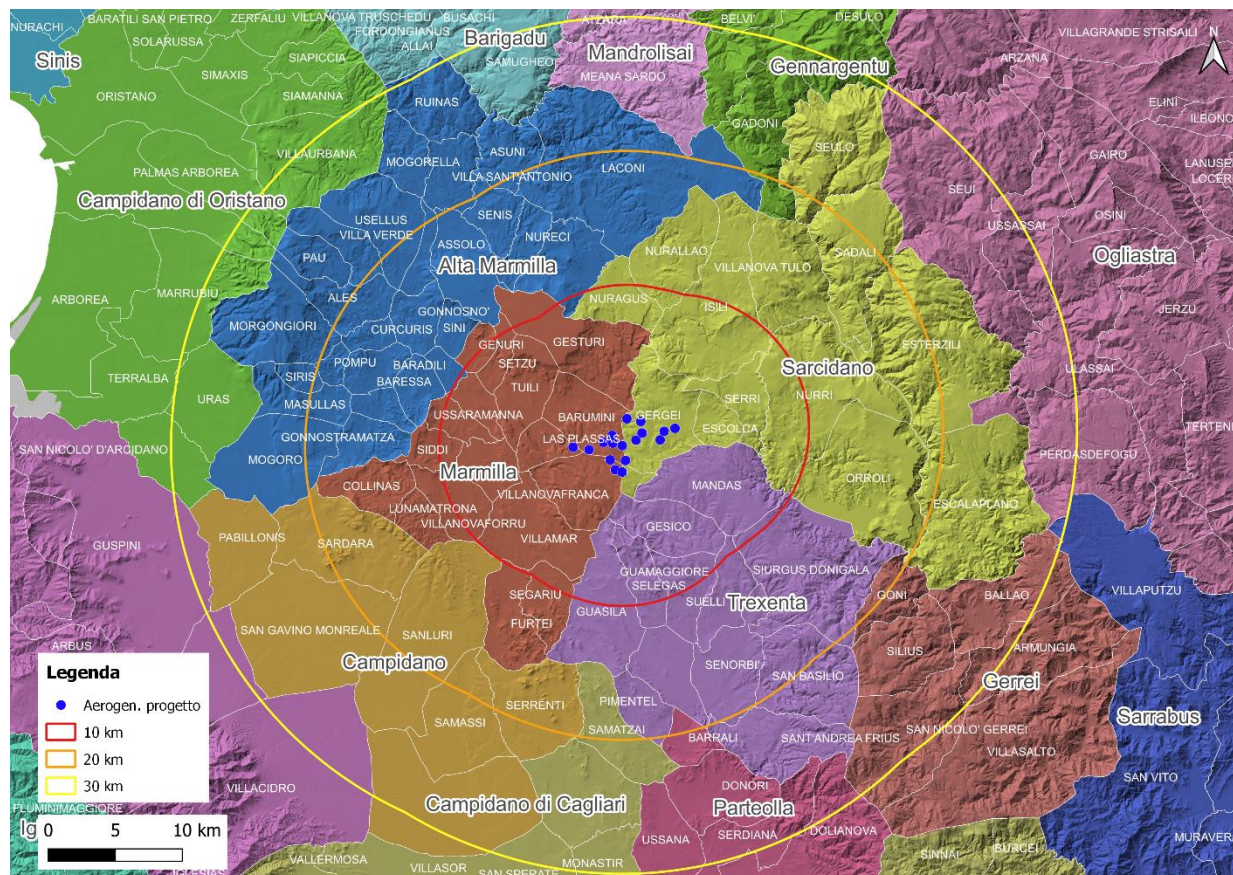 NURACHI
BARATILI SAN PIETRO
ZERFALIU
VILLANOVA TRUSCHEDU
BUSACHI
ATZARA
BELVI'
DESULO
SOLARUSSA
FORDONGIANUS
ALLAI
Barigadu
Mandrolisai
VILLAGRANDE STRISAILI
Sinis
SIAPICCIA
SAMUGHEO
Gennargentu
ARZANA
N
SIMAXIS
MEANA SARDO
ORISTANO
SIAMANNA
RUINAS
ELINI
ILBONO
GADONI
VILLAURBANA
MOGORELLA
ASUNI
SEULO
PALMAS ARBOREA
VILLA SANT'ANTONIO
LACONI
GAIRO
LANUSEI
LOCERI
SEUI
Campidano di Oristano
USELLUS
SENIS
OSINI
VILLA VERDE
NURECI
USSASSAI
ASSOLO
NURALLAO
SADALI
PAU
Alta Marmilla
VILLANOVA TULO
Ogliastra
MARRUBIU
ARBOREA
ALES
NURAGUS
ISILI
GONNOSNO'
JERZU
MORGONGIORI
CURCURIS
SINI
GENURI
GESTURI
ESTERZILI
POMPU
BARADILI
SETZU
Sarcidano
ULASSAI
TERRALBA
SIRIS
BARESSA
TUILI
SERRI
NURRI
URAS
MASULLAS
USSARAMANNA
BARUMINI
GERGEI
ESCOLCA
TERTENI
GONNOSTRAMATZA
LAS PLASSAS
SAN NICOLO' D'ARCIDANO
SIDDI
PERDASDEFOGU
MOGORO
Marmilla
ORROLI
COLLINAS
VILLANOVAFRANCA
MANDAS
ESCALAPLANO
LUNAMATRONA
VILLANOVAFORRU
GESICO
PABILLONIS
SARDARA
VILLAMAR
GUSPINI
GUAMAGGIORE
SIURGUS DONIGALA
SELEGAS
SEGARIU
SUELLI
Trexenta
GONI
BALLAO
VILLAPUTZU
GUASILA
FURTEI
SAN GAVINO MONREALE
SANLURI
SILIUS
ARMUNGIA
ARBUS
Campidano
SENORBI'
SAN BASILIO
Gerrei
PIMENTEL
SERRENTI
Sarrabus
SAMASSI
SAMATZAI
SAN NICOLO' GERREI
BARRALI
SANT'ANDREA FRIUS
VILLASALTO
SAN VITO
VILLACIDRO
DONORI
Campidano di Cagliari
Parteolla
FLUMINIMAGGIORE
Ig
USSANA
SERDIANA
DOLIANOVA
MURAVER
BURCEI
SINNAI
VALLERMOSA
VILLASOR
MONASTIR
SAN SPERATE
IGLESIAS
Legenda
Aerogen. progetto
10 km
20 km
30 km
0 5 10 km